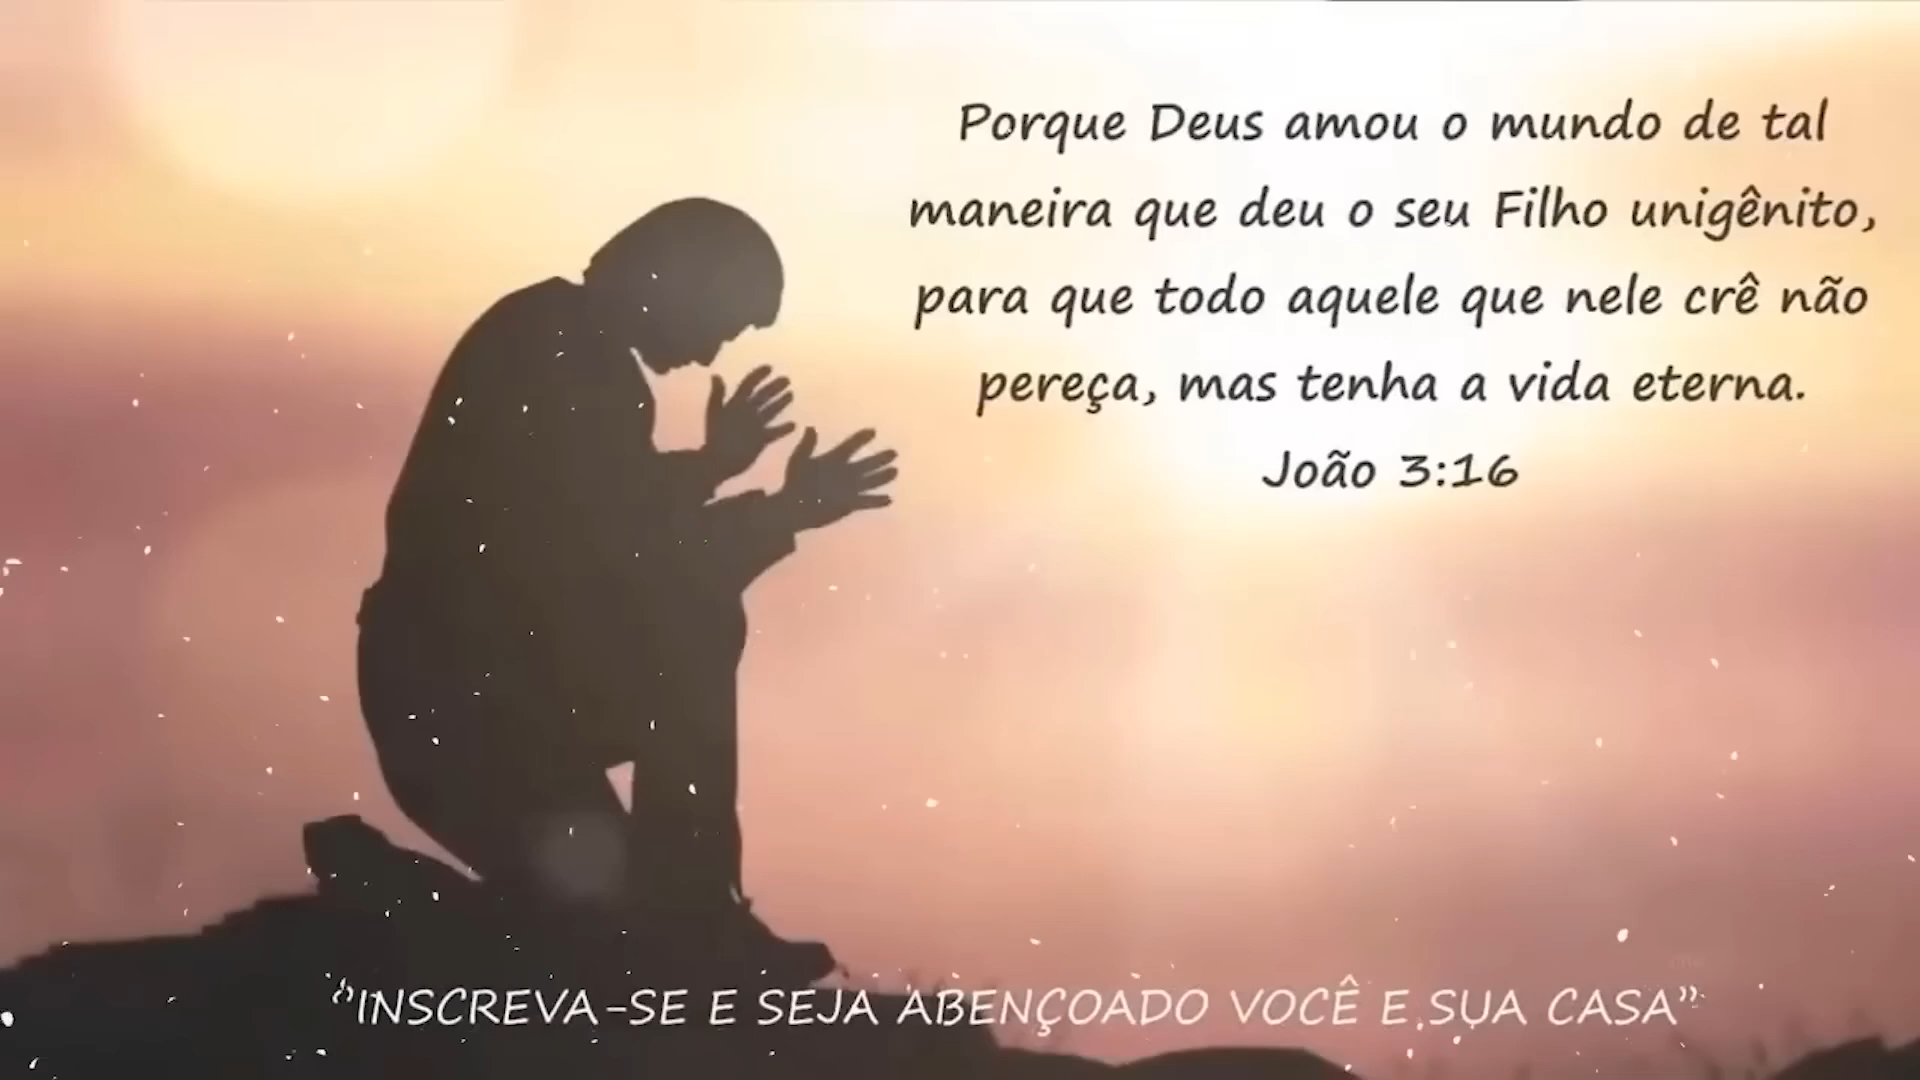 Porque Deus amou o mundo de tal
maneira que deu o seu Filho unigênito,
para que todo aquele que nele crê não
pereça, mas tenha a vida eterna.
João 3:16
“INSCREVA-SE E SEJA ABENÇOADO VOCÊ E SUA CASA”